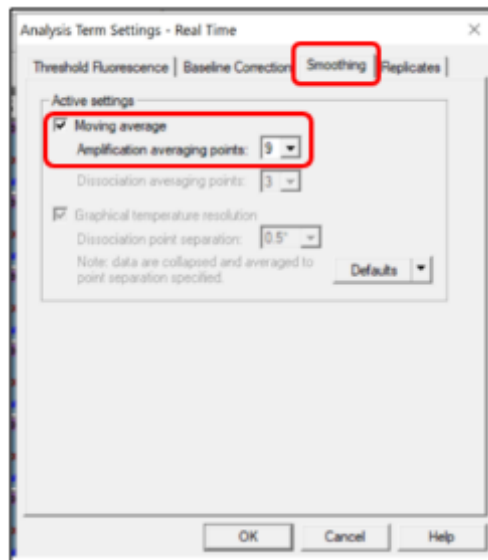 Analysis Term Settings - Real Time
Threshold Fluorescence Baseline Correction Smoothing Replicates
Active settings
Moving average
Amplification averaging points: 9
Dissociation averaging points: 3
Graphical temperature resolution
Dissociation point separation: 0.5°
Note: data are collapsed and averaged to
point separation specified.
Defaults
OK Cancel Help